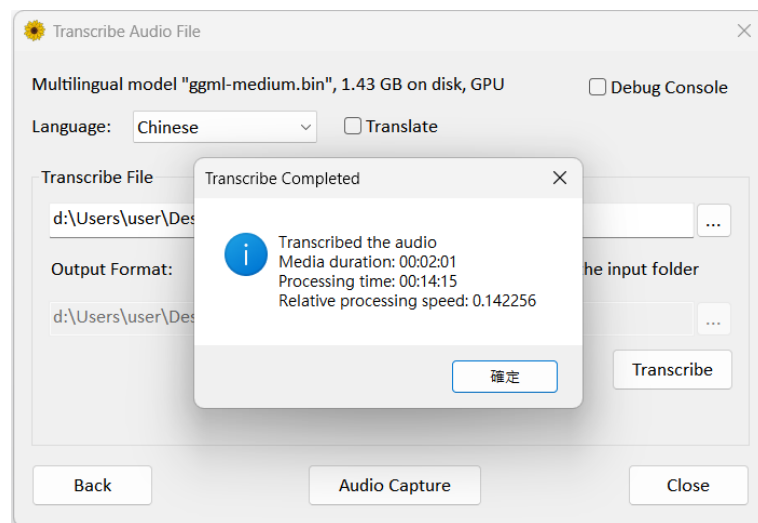 Transcribe Audio File
Multilingual model "ggml-medium.bin", 1.43 GB on disk, GPU
Debug Console
Language: Chinese
Translate
Transcribe File
Transcribe Completed
d:\Users\user\Des
...
Transcribed the audio
Media duration: 00:02:01
Processing time: 00:14:15
Relative processing speed: 0.142256
Output Format:
he input folder
d:\Users\user\Des
...
確定
Transcribe
Back
Audio Capture
Close